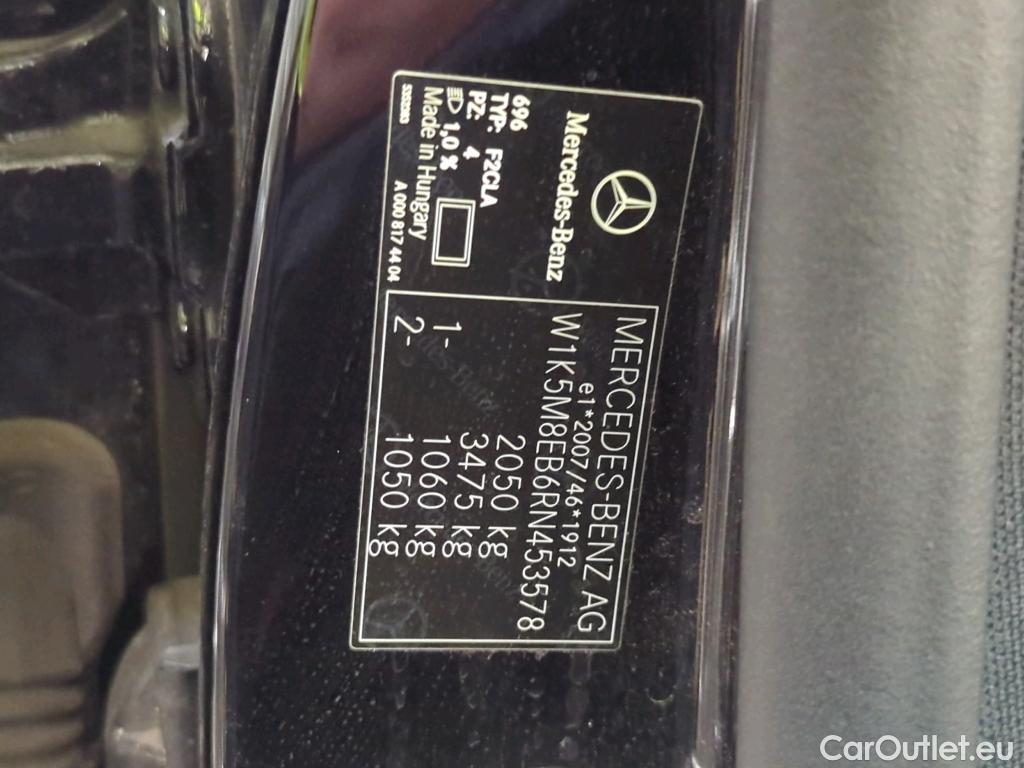 Mercedes-Benz
696
TYP: F2CLA
PZ: 4
1,0 %
Made in Hungary
A 000 817 44 04
MERCEDES-BENZ AG
e1*2007/46*1912
W1K5M8EB6RN453578
2050 kg
3475 kg
1- 1060 kg
2- 1050 kg
CarOutlet.eu